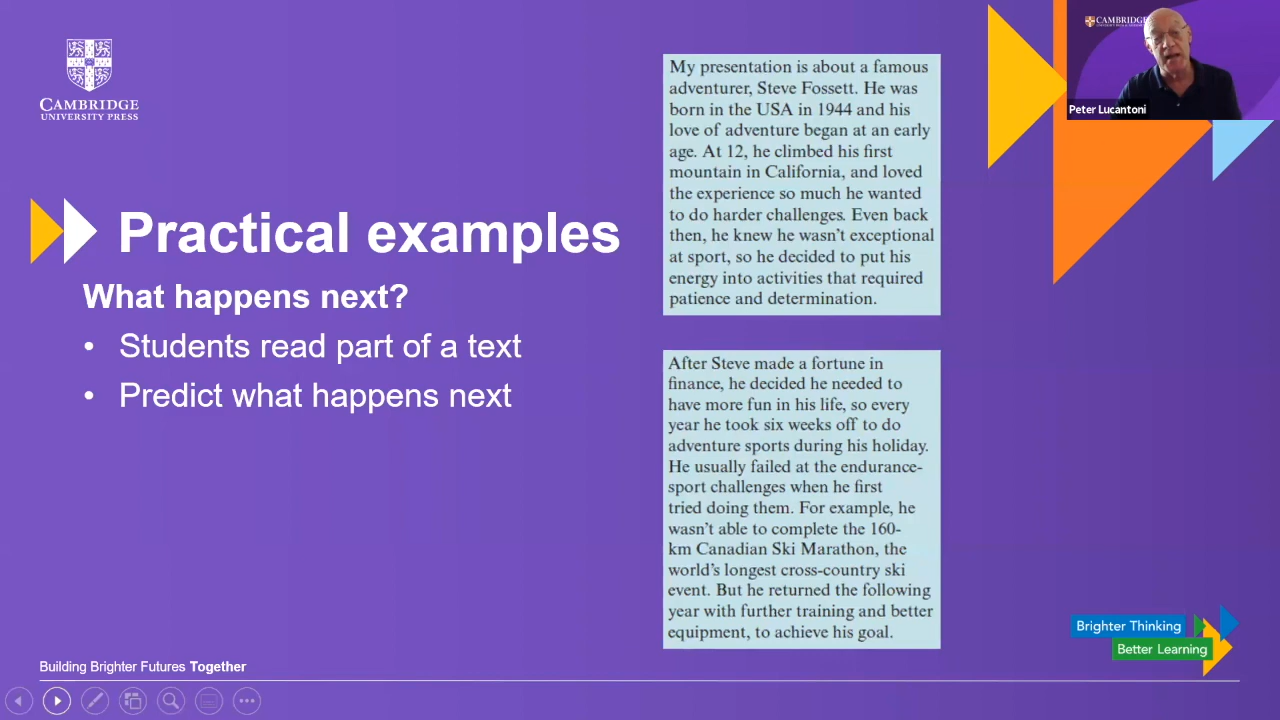 CAMBRIDGE
UNIVERSITY PRESS
Practical examples
What happens next?
• Students read part of a text
• Predict what happens next
My presentation is about a famous
adventurer, Steve Fossett. He was
born in the USA in 1944 and his
love of adventure began at an early
age. At 12, he climbed his first
mountain in California, and loved
the experience so much he wanted
to do harder challenges. Even back
then, he knew he wasn't exceptional
at sport, so he decided to put his
energy into activities that required
patience and determination.
After Steve made a fortune in
finance, he decided he needed to
have more fun in his life, so every
year he took six weeks off to do
adventure sports during his holiday.
He usually failed at the endurance-
sport challenges when he first
tried doing them. For example, he
wasn't able to complete the 160-
km Canadian Ski Marathon, the
world's longest cross-country ski
event. But he returned the following
year with further training and better
equipment, to achieve his goal.
CAMBRIDGE
Peter Lucantoni
Brighter Thinking
Better Learning
Building Brighter Futures Together